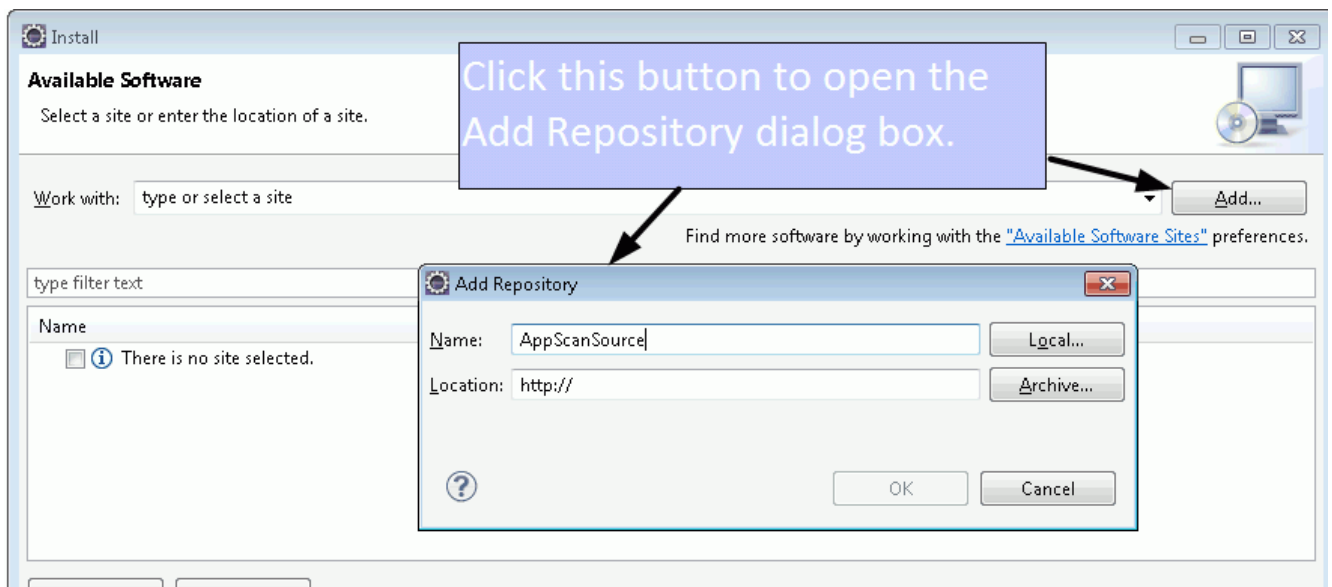 Install
Available Software
Select a site or enter the location of a site.
Click this button to open the
Add Repository dialog box.
Work with: type or select a site Add...
Find more software by working with the "Available Software Sites" preferences.
type filter text
Name
There is no site selected.
Add Repository
Name: AppScanSource Local...
Location: http:// Archive...
OK Cancel